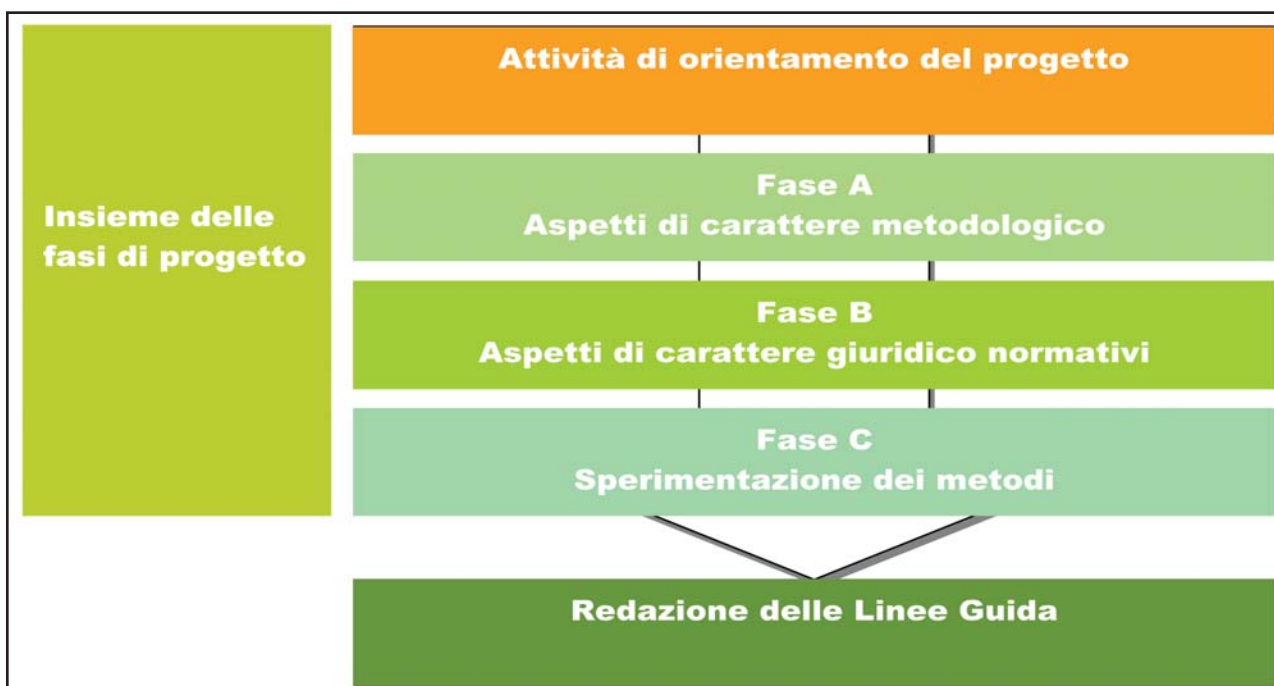 Insieme delle
fasi di progetto
Attività di orientamento del progetto
Fase A
Aspetti di carattere metodologico
Fase B
Aspetti di carattere giuridico normativi
Fase C
Sperimentazione dei metodi
Redazione delle Linee Guida